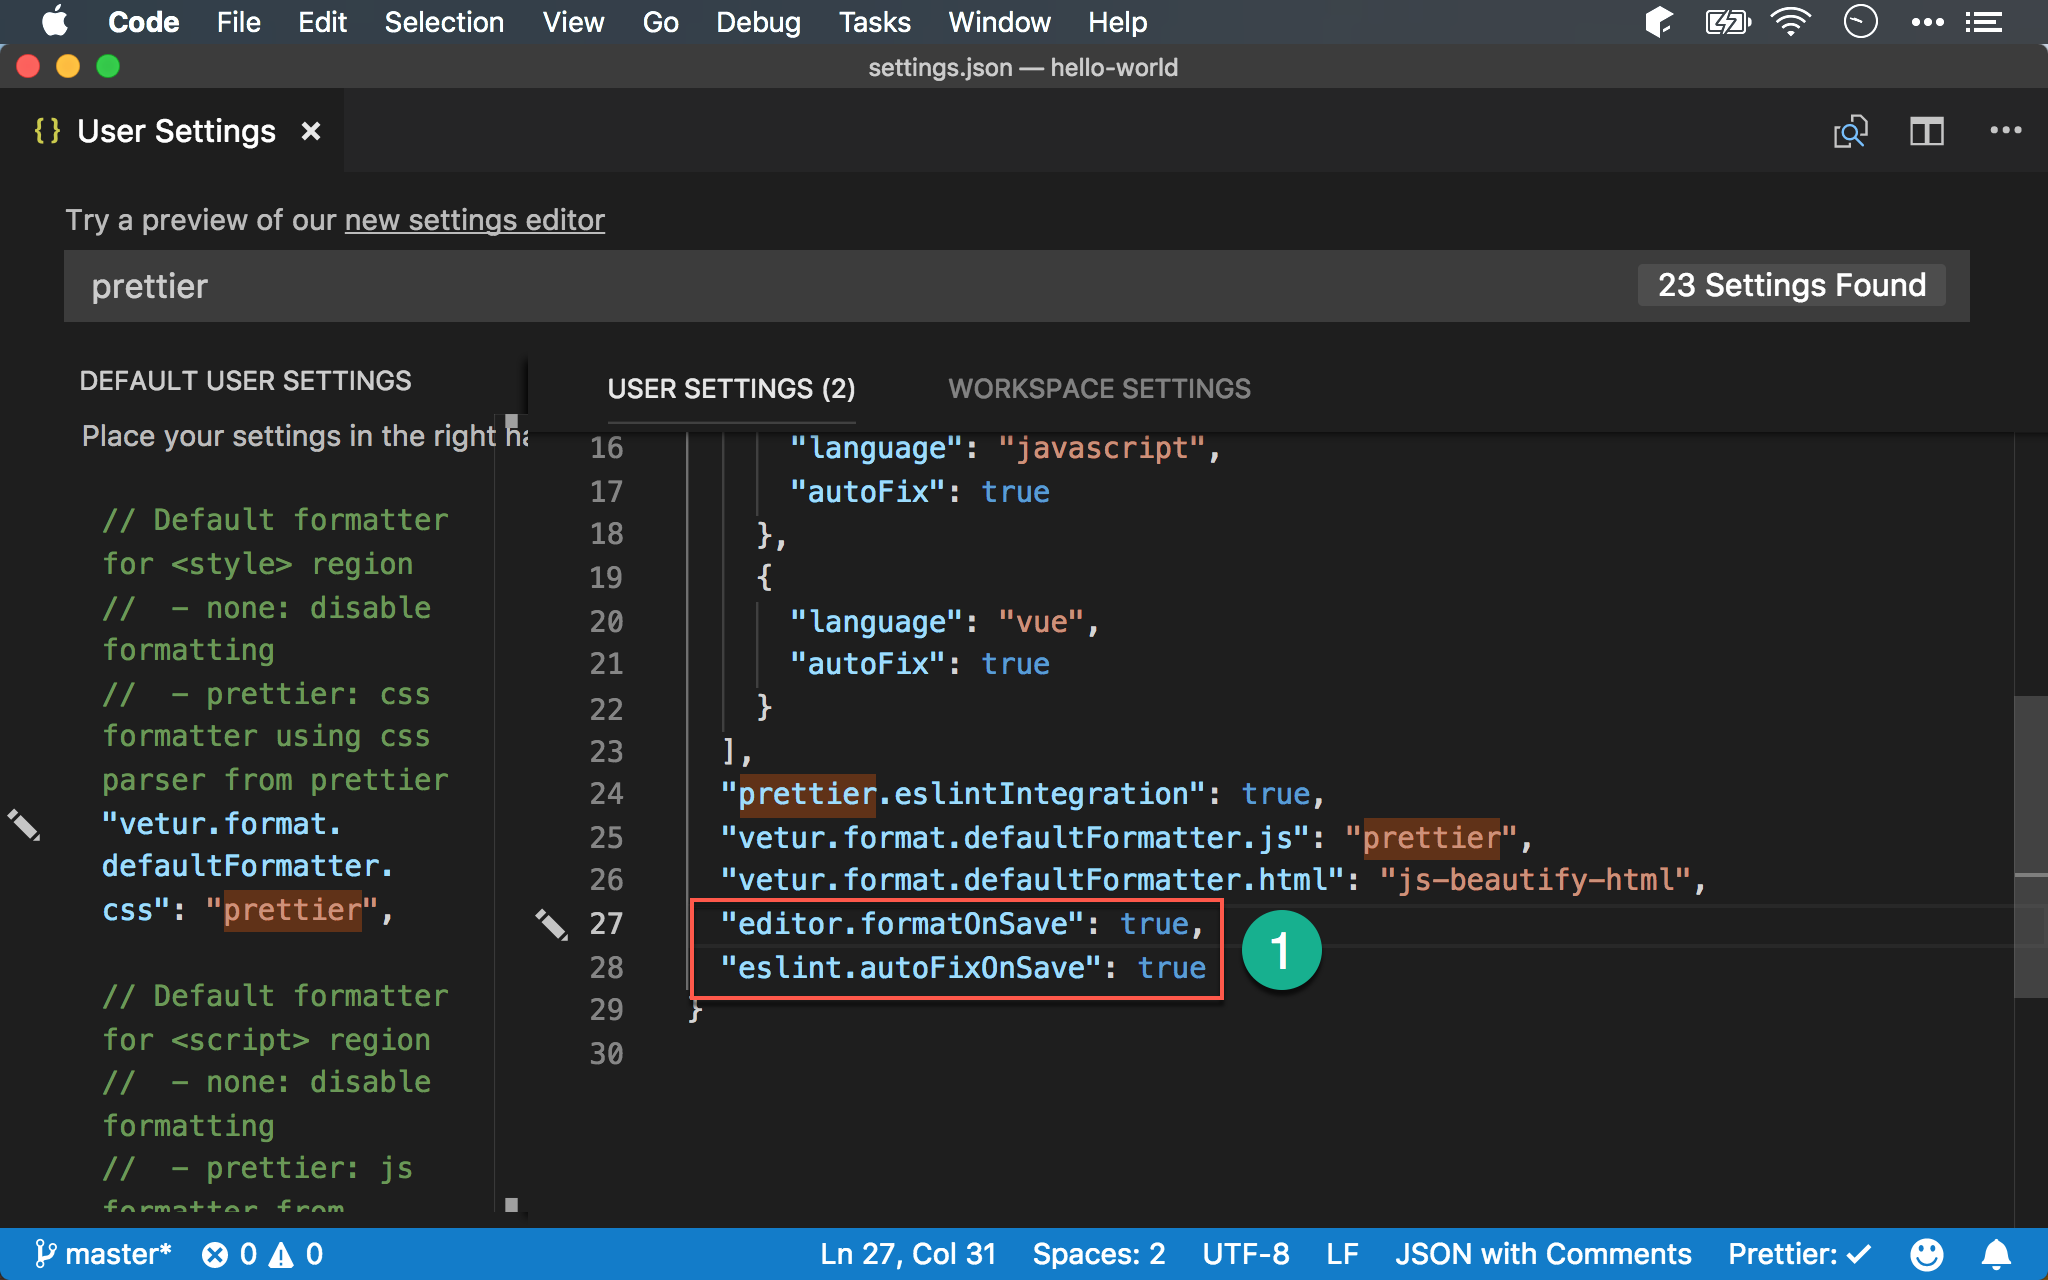 Code File Edit Selection View Go Debug Tasks Window Help
settings.json — hello-world
{} User Settings ×
Try a preview of our new settings editor
prettier
23 Settings Found
DEFAULT USER SETTINGS
Place your settings in the right ha
// Default formatter
for <style> region
//  - none: disable
formatting
//  - prettier: css
formatter using css
parser from prettier
"vetur.format.
defaultFormatter.
css": "prettier",
// Default formatter
for <script> region
//  - none: disable
formatting
//  - prettier: js
formatter from
USER SETTINGS (2) WORKSPACE SETTINGS
16 "language": "javascript",
17 "autoFix": true
18 },
19 {
20 "language": "vue",
21 "autoFix": true
22 }
23 ],
24 "prettier.eslintIntegration": true,
25 "vetur.format.defaultFormatter.js": "prettier",
26 "vetur.format.defaultFormatter.html": "js-beautify-html",
27 "editor.formatOnSave": true,
28 "eslint.autoFixOnSave": true
1
29 }
30
master* 0 0 Ln 27, Col 31 Spaces: 2 UTF-8 LF JSON with Comments Prettier: ✓